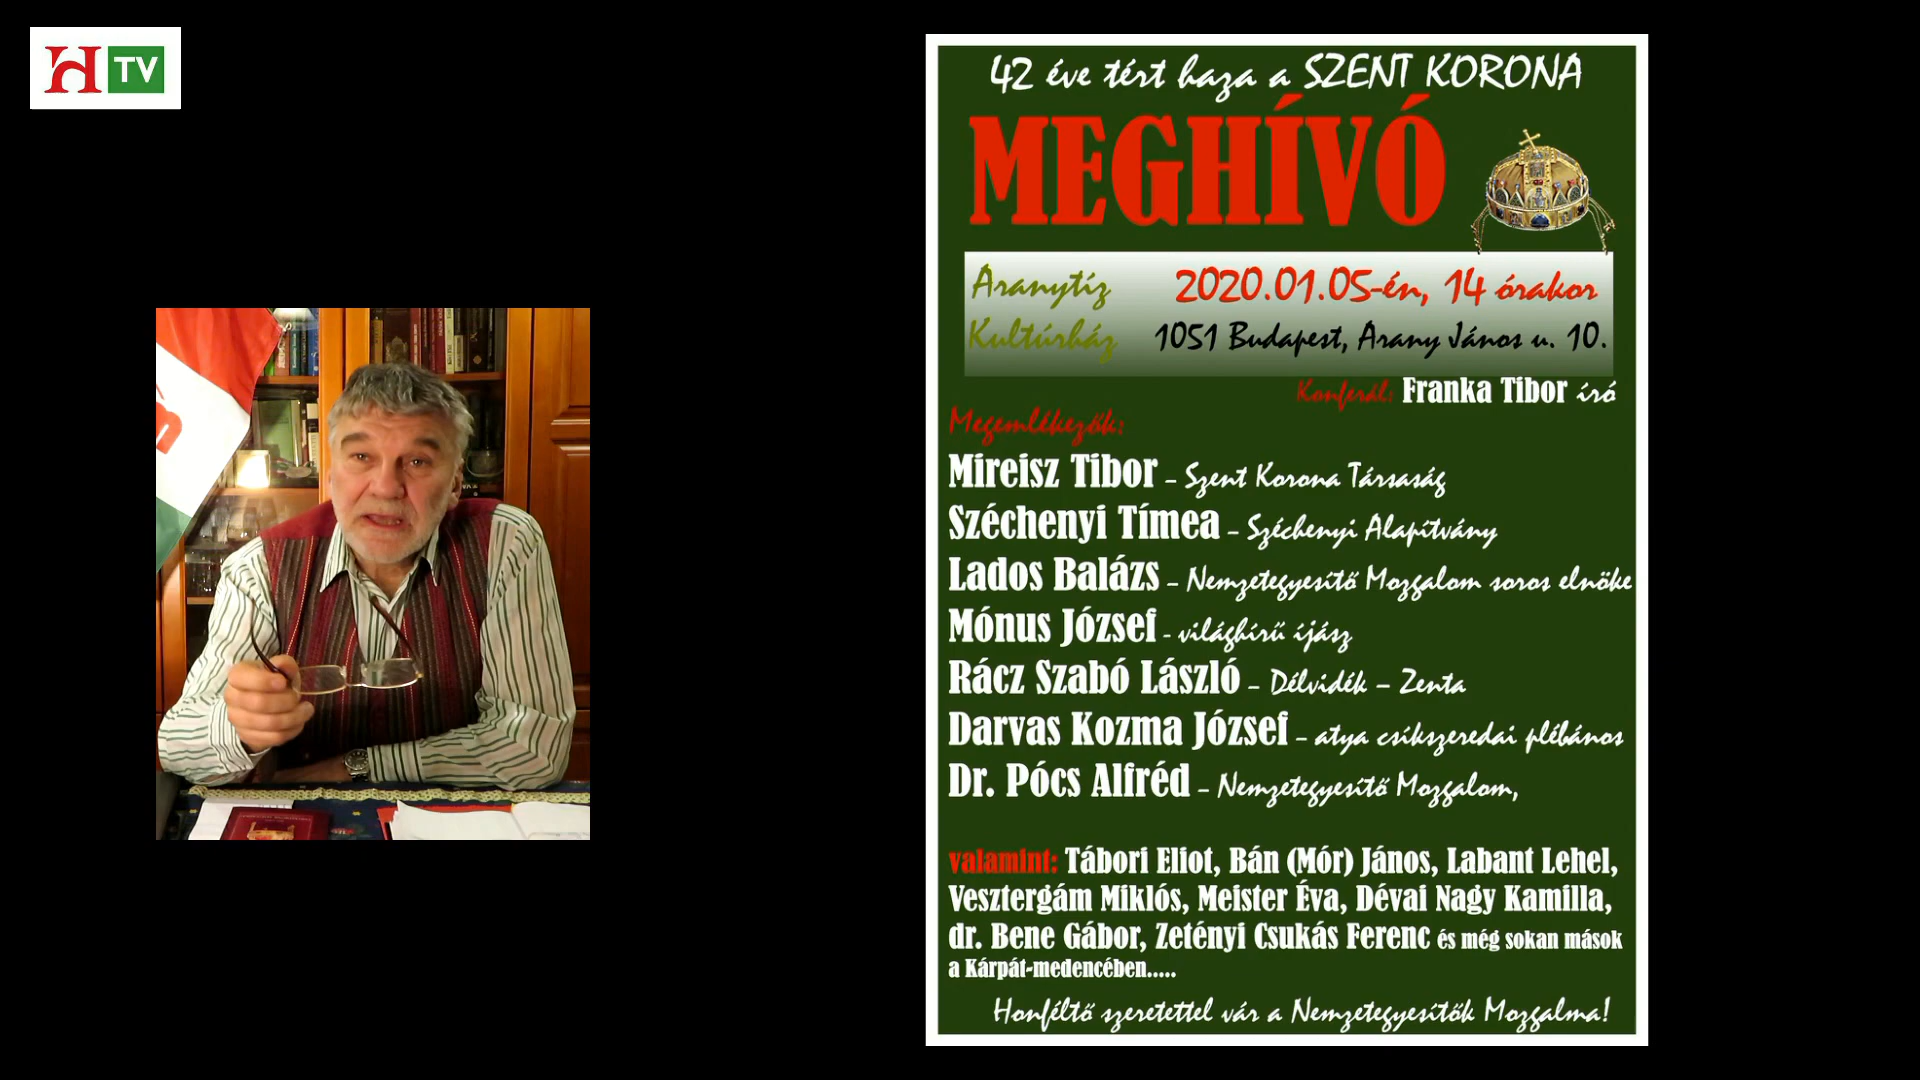 H TV
42 éve tért haza a SZENT KORONA
MEGHÍVÓ
Aranytíz
Kultúrház
2020.01.05-én, 14 órakor
1051 Budapest, Arany János u. 10.
Konferál: Franka Tibor író
Megemlékezők:
Mireisz Tibor – Szent Korona Társaság
Széchenyi Tímea – Széchenyi Alapítvány
Lados Balázs – Nemzetegyesítő Mozgalom soros elnöke
Mónus József - világhírű íjász
Rácz Szabó László – Délvidék – Zenta
Darvas Kozma József – atya csíkszeredai plébános
Dr. Pócs Alfréd – Nemzetegyesítő Mozgalom,
valamint: Tábori Eliot, Bán (Mór) János, Labant Lehel,
Vesztergám Miklós, Meister Éva, Dévai Nagy Kamilla,
dr. Bene Gábor, Zetényi Csukás Ferenc és még sokan mások
a Kárpát-medencében.....
Honféltő szeretettel vár a Nemzetegyesítők Mozgalma!